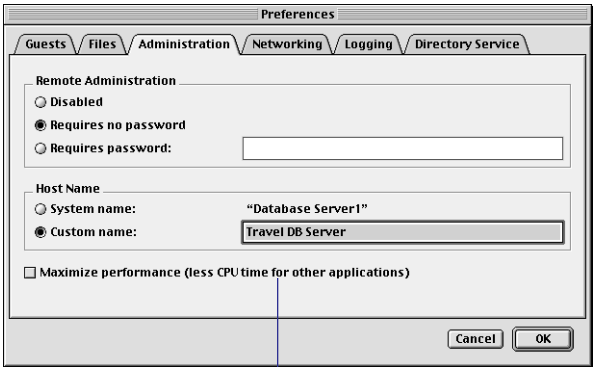 Preferences
Guests Files Administration Networking Logging Directory Service
Remote Administration
Disabled
Requires no password
Requires password:
Host Name
System name: “Database Server1”
Custom name: Travel DB Server
Maximize performance (less CPU time for other applications)
Cancel OK